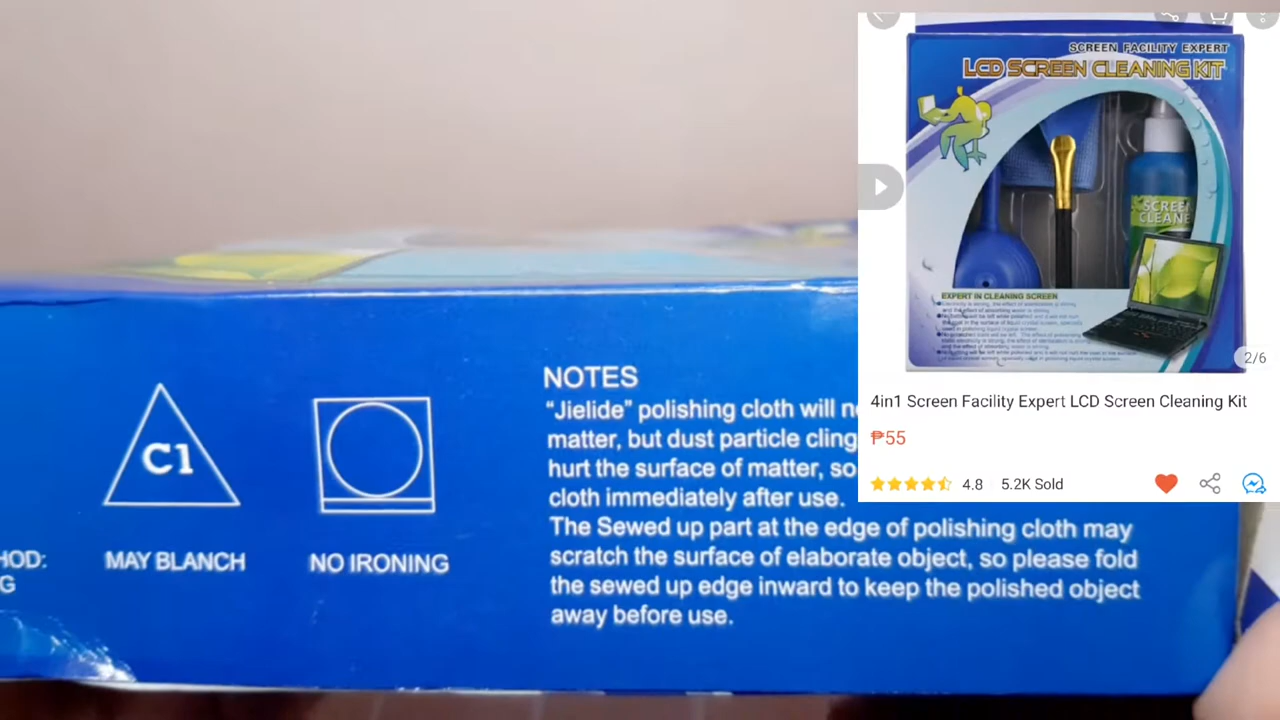 HOD:
G
C1
MAY BLANCH
NO IRONING
NOTES
“Jielide” polishing cloth will
matter, but dust particle cling
hurt the surface of matter, so
cloth immediately after use.
The Sewed up part at the edge of polishing cloth may
scratch the surface of elaborate object, so please fold
the sewed up edge inward to keep the polished object
away before use.
SCREEN FACILITY EXPERT
LCD SCREEN CLEANING KIT
SCREEN
CLEANE
EXPERT IN CLEANING SCREEN
2/6
4in1 Screen Facility Expert LCD Screen Cleaning Kit
₱55
4.8 5.2K Sold